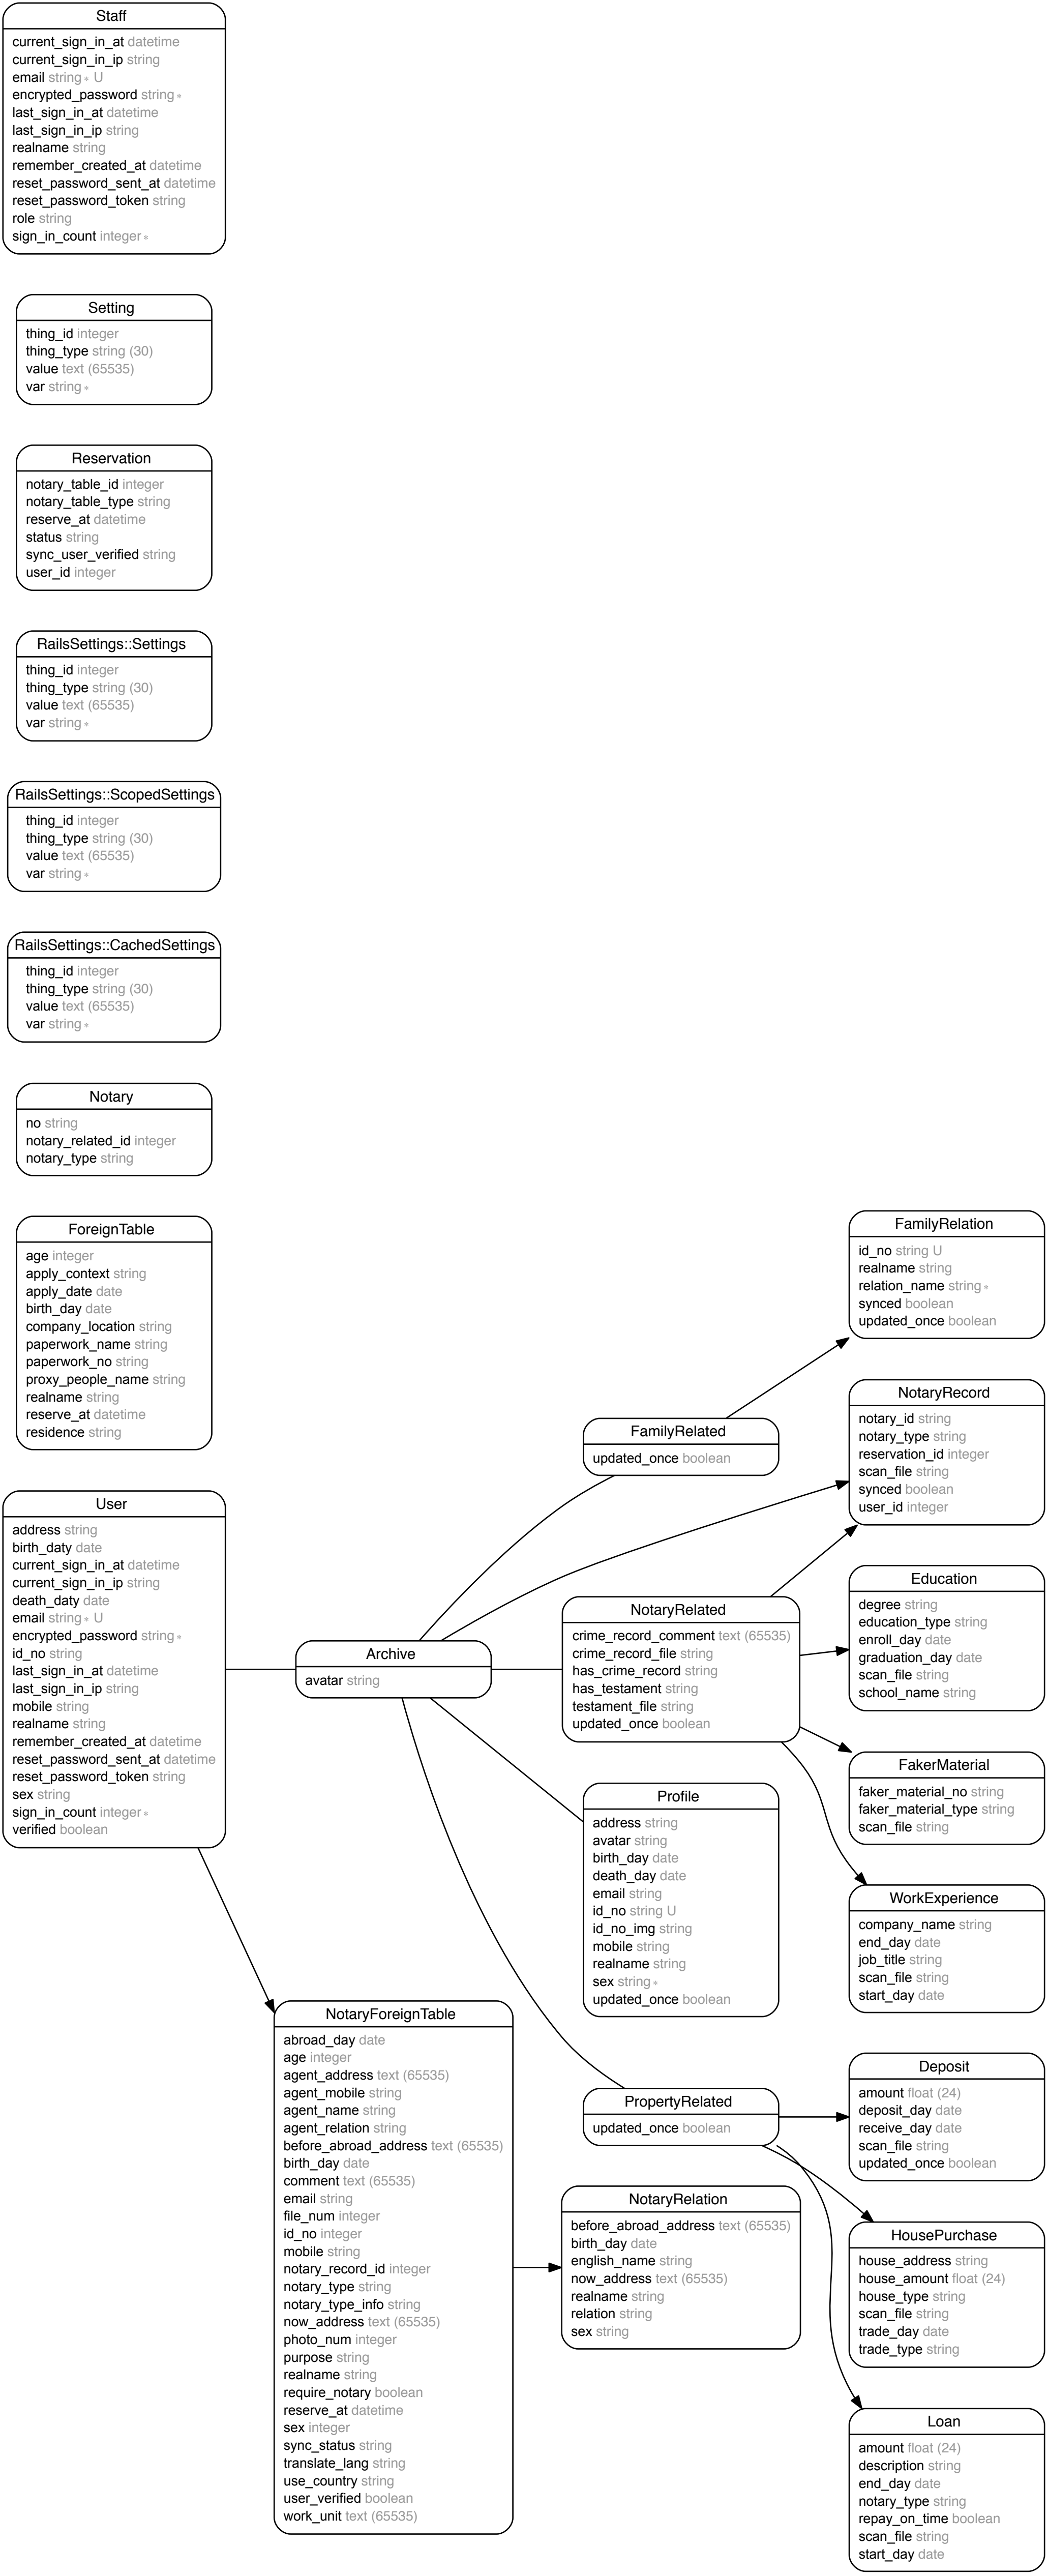 Staff
current_sign_in_at datetime
current_sign_in_ip string
email string * U
encrypted_password string *
last_sign_in_at datetime
last_sign_in_ip string
realname string
remember_created_at datetime
reset_password_sent_at datetime
reset_password_token string
role string
sign_in_count integer *
Setting
thing_id integer
thing_type string (30)
value text (65535)
var string *
Reservation
notary_table_id integer
notary_table_type string
reserve_at datetime
status string
sync_user_verified string
user_id integer
RailsSettings::Settings
thing_id integer
thing_type string (30)
value text (65535)
var string *
RailsSettings::ScopedSettings
thing_id integer
thing_type string (30)
value text (65535)
var string *
RailsSettings::CachedSettings
thing_id integer
thing_type string (30)
value text (65535)
var string *
Notary
no string
notary_related_id integer
notary_type string
ForeignTable
age integer
apply_context string
apply_date date
birth_day date
company_location string
paperwork_name string
paperwork_no string
proxy_people_name string
realname string
reserve_at datetime
residence string
User
address string
birth_daty date
current_sign_in_at datetime
current_sign_in_ip string
death_daty date
email string * U
encrypted_password string *
id_no string
last_sign_in_at datetime
last_sign_in_ip string
mobile string
realname string
remember_created_at datetime
reset_password_sent_at datetime
reset_password_token string
sex string
sign_in_count integer *
verified boolean
Archive
avatar string
NotaryForeignTable
abroad_day date
age integer
agent_address text (65535)
agent_mobile string
agent_name string
agent_relation string
before_abroad_address text (65535)
birth_day date
comment text (65535)
email string
file_num integer
id_no integer
mobile string
notary_record_id integer
notary_type string
notary_type_info string
now_address text (65535)
photo_num integer
purpose string
realname string
require_notary boolean
reserve_at datetime
sex integer
sync_status string
translate_lang string
use_country string
user_verified boolean
work_unit text (65535)
FamilyRelated
updated_once boolean
NotaryRelated
crime_record_comment text (65535)
crime_record_file string
has_crime_record string
has_testament string
testament_file string
updated_once boolean
Profile
address string
avatar string
birth_day date
death_day date
email string
id_no string U
id_no_img string
mobile string
realname string
sex string *
updated_once boolean
PropertyRelated
updated_once boolean
NotaryRelation
before_abroad_address text (65535)
birth_day date
english_name string
now_address text (65535)
realname string
relation string
sex string
FamilyRelation
id_no string U
realname string
relation_name string *
synced boolean
updated_once boolean
NotaryRecord
notary_id string
notary_type string
reservation_id integer
scan_file string
synced boolean
user_id integer
Education
degree string
education_type string
enroll_day date
graduation_day date
scan_file string
school_name string
FakerMaterial
faker_material_no string
faker_material_type string
scan_file string
WorkExperience
company_name string
end_day date
job_title string
scan_file string
start_day date
Deposit
amount float (24)
deposit_day date
receive_day date
scan_file string
updated_once boolean
HousePurchase
house_address string
house_amount float (24)
house_type string
scan_file string
trade_day date
trade_type string
Loan
amount float (24)
description string
end_day date
notary_type string
repay_on_time boolean
scan_file string
start_day date